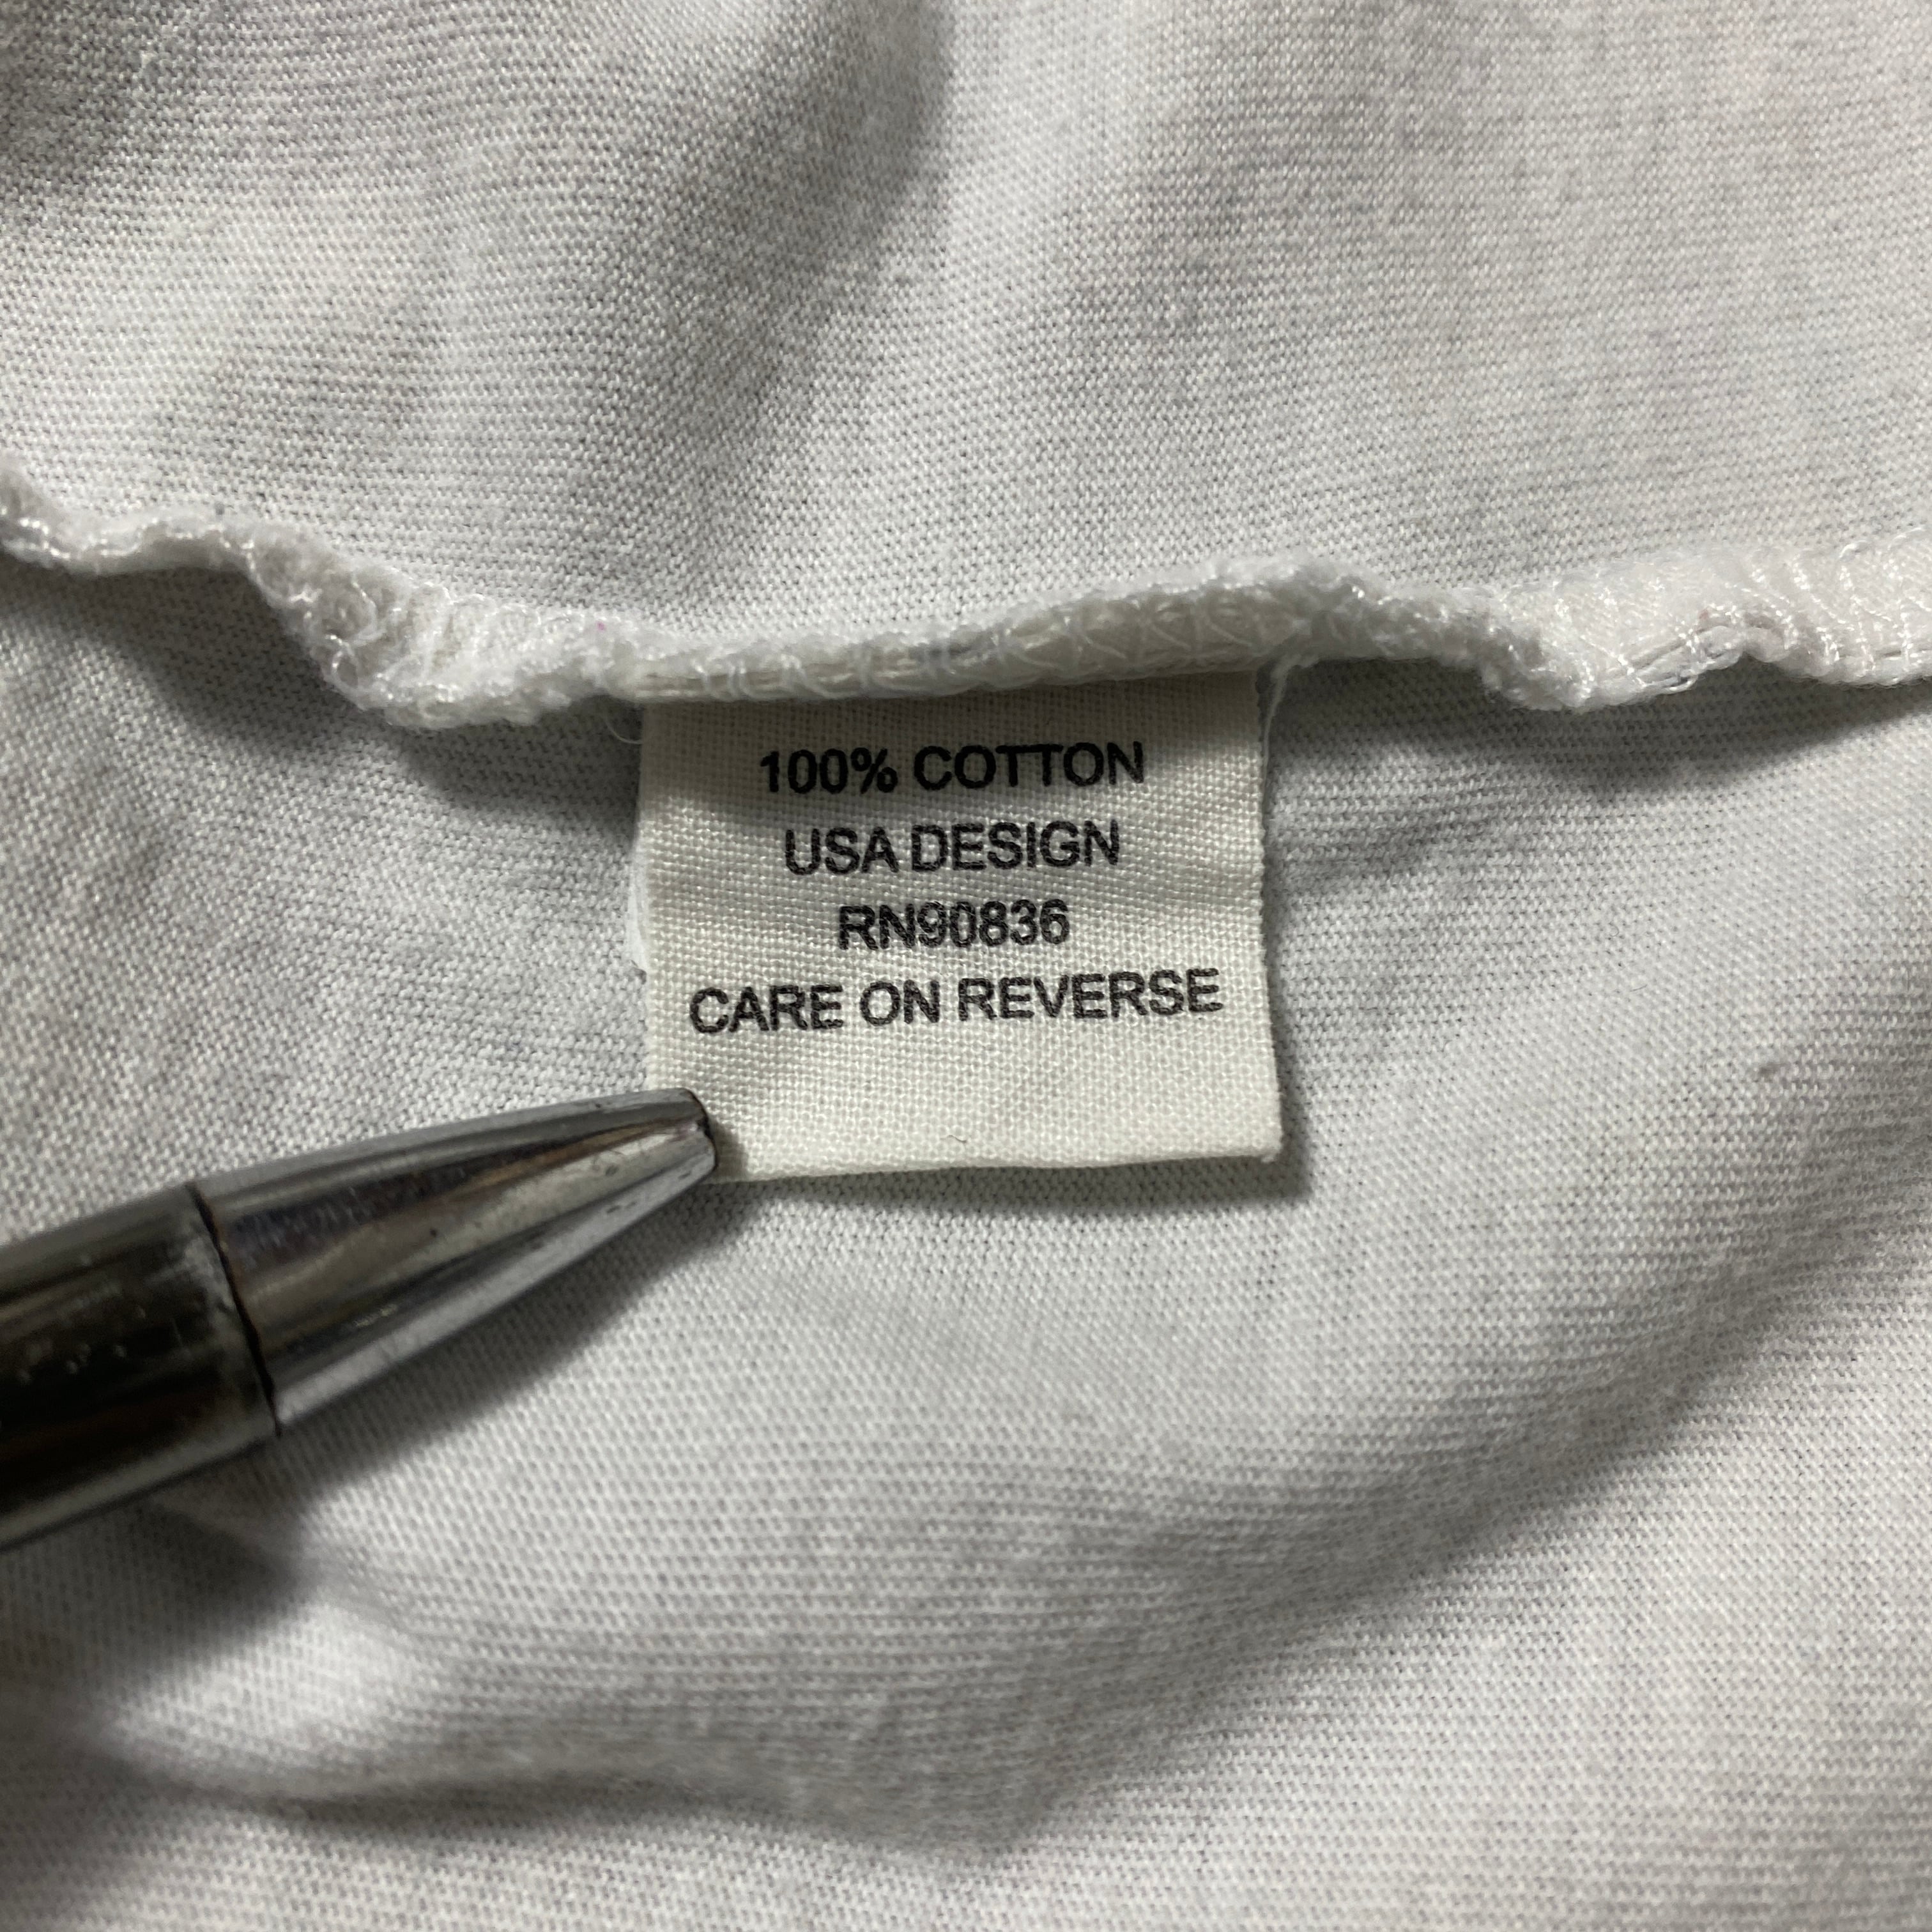 100% COTTON
USA DESIGN
RN90836
CARE ON REVERSE